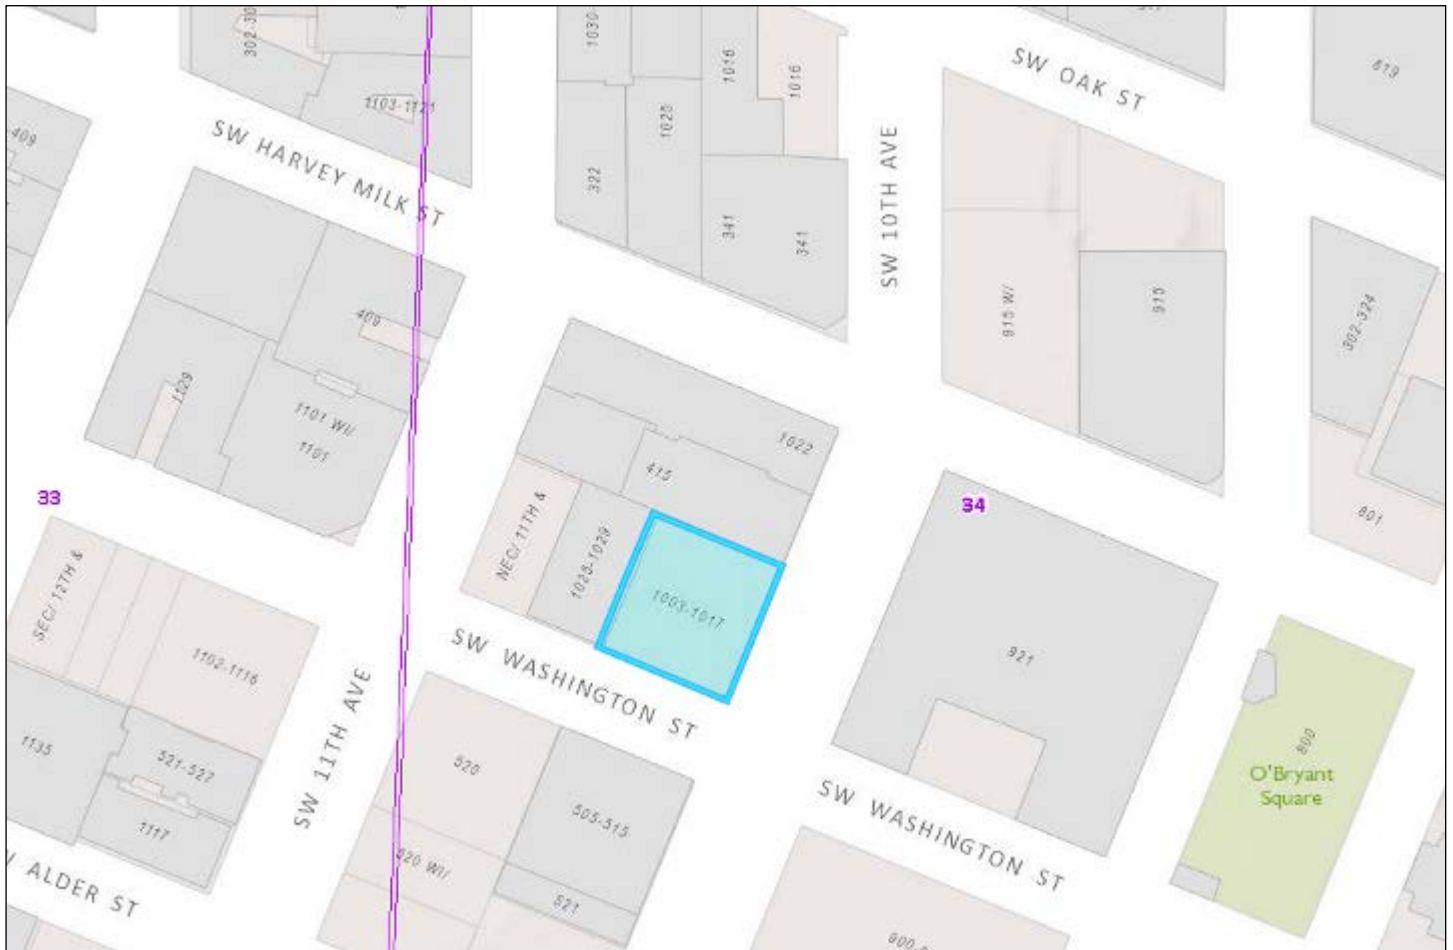 302-30
1030-
1016
1016
SW OAK ST
819
1103-1121
1025
-409
SW HARVEY MILK ST
322
SW 10TH AVE
341
341
915 W/
915
302-324
409
1129
1101 W/
1101
1022
415
33
NEC/ 11TH &
34
801
1025-1029
SEC/ 12TH &
1003-1017
SW WASHINGTON ST
1102-1116
921
SW 11TH AVE
1135
521-527
520
800
O'Bryant
Square
505-515
SW WASHINGTON ST
1117
520 W/
ALDER ST
521